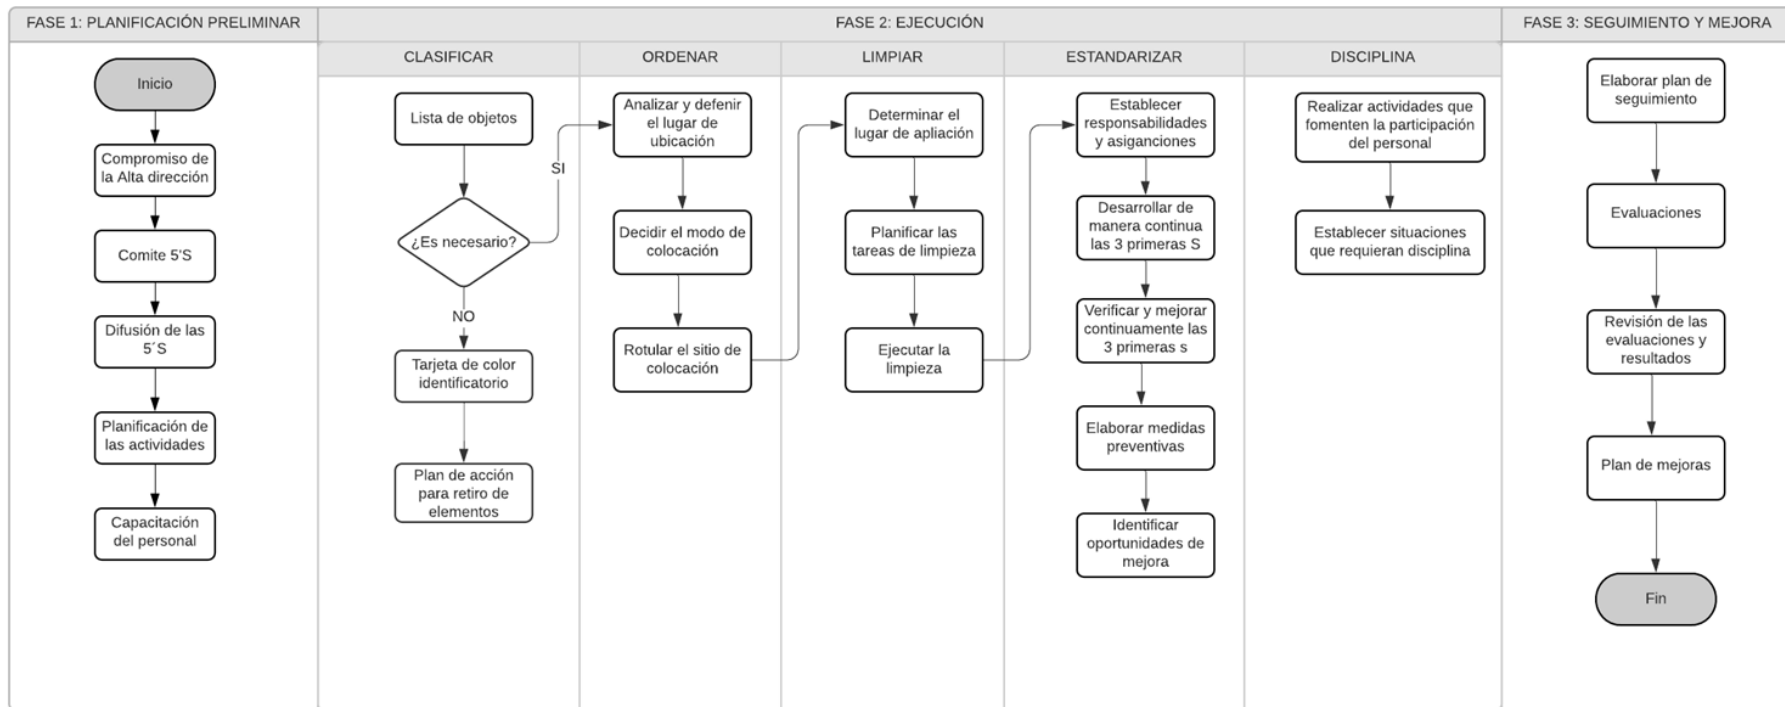 FASE 1: PLANIFICACIÓN PRELIMINAR
Inicio
Compromiso de
la Alta dirección
Comite 5'S
Difusión de las
5´S
Planificación de
las actividades
Capacitación
del personal
FASE 2: EJECUCIÓN
CLASIFICAR
Lista de objetos
¿Es necesario?
SI
NO
Tarjeta de color
identificatorio
Plan de acción
para retiro de
elementos
ORDENAR
Analizar y defenir
el lugar de
ubicación
Decidir el modo de
colocación
Rotular el sitio de
colocación
LIMPIAR
Determinar el
lugar de apliación
Planificar las
tareas de limpieza
Ejecutar la
limpieza
ESTANDARIZAR
Establecer
responsabilidades
y asiganciones
Desarrollar de
manera continua
las 3 primeras S
Verificar y mejorar
continuamente las
3 primeras s
Elaborar medidas
preventivas
Identificar
oportunidades de
mejora
DISCIPLINA
Realizar actividades que
fomenten la participación
del personal
Establecer situaciones
que requieran disciplina
FASE 3: SEGUIMIENTO Y MEJORA
Elaborar plan de
seguimiento
Evaluaciones
Revisión de las
evaluaciones y
resultados
Plan de mejoras
Fin